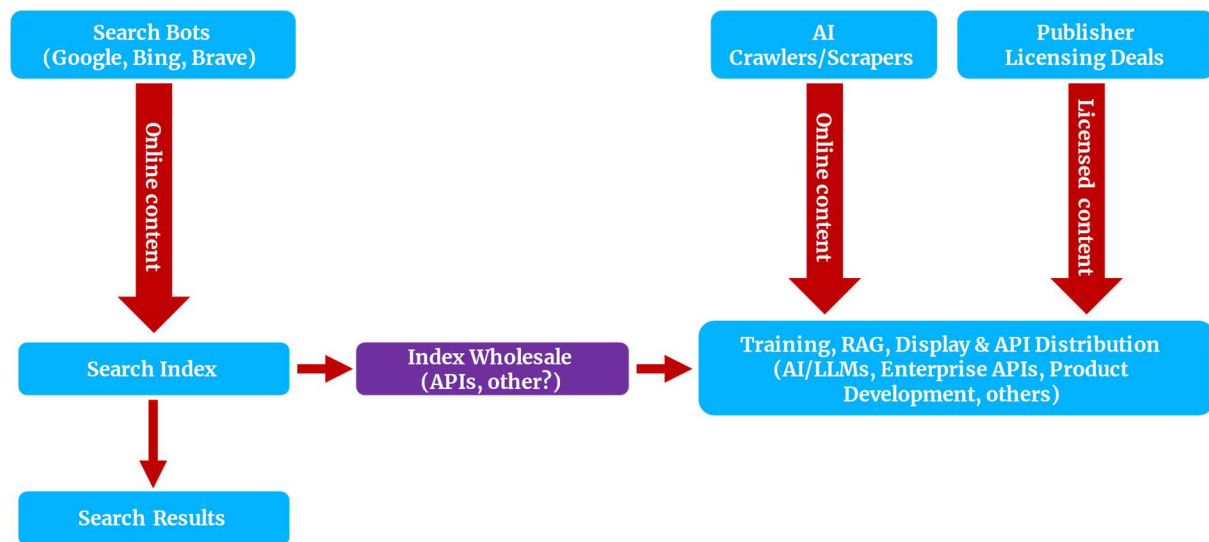 Search Bots
(Google, Bing, Brave)
AI
Crawlers/Scrapers
Publisher
Licensing Deals
Online content
Online content
Licensed content
Search Index
Index Wholesale
(APIs, other?)
Training, RAG, Display & API Distribution
(AI/LLMs, Enterprise APIs, Product
Development, others)
Search Results